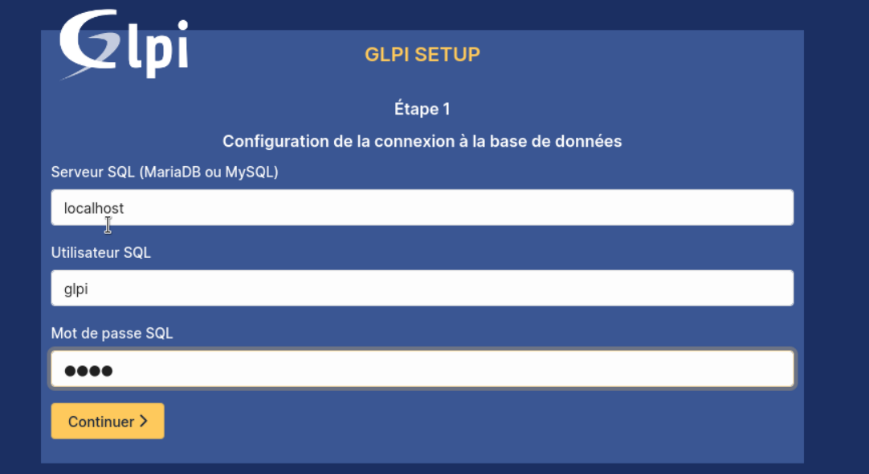 Glpi
GLPI SETUP
Étape 1
Configuration de la connexion à la base de données
Serveur SQL (MariaDB ou MySQL)
localhost
Utilisateur SQL
glpi
Mot de passe SQL
●●●●
Continuer